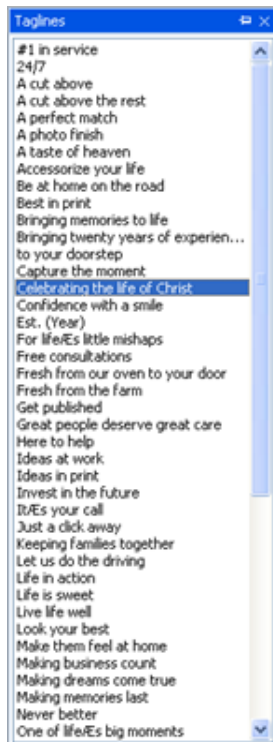 Taglines
#1 in service
24/7
A cut above
A cut above the rest
A perfect match
A photo finish
A taste of heaven
Accessorize your life
Be at home on the road
Best in print
Bringing memories to life
Bringing twenty years of experien...
to your doorstep
Capture the moment
Celebrating the life of Christ
Confidence with a smile
Est. (Year)
For lifeÆs little mishaps
Free consultations
Fresh from our oven to your door
Fresh from the farm
Get published
Great people deserve great care
Here to help
Ideas at work
Ideas in print
Invest in the future
ItÆs your call
Just a click away
Keeping families together
Let us do the driving
Life in action
Life is sweet
Live life well
Look your best
Make them feel at home
Making business count
Making dreams come true
Making memories last
Never better
One of lifeÆs big moments